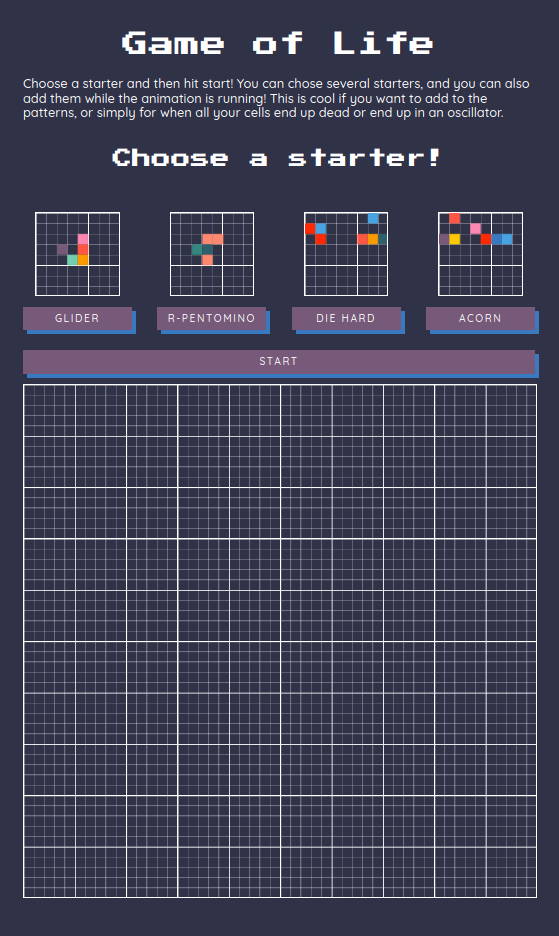 Game of Life
Choose a starter and then hit start! You can chose several starters, and you can also
add them while the animation is running! This is cool if you want to add to the
patterns, or simply for when all your cells end up dead or end up in an oscillator.
Choose a starter!
GLIDER
R-PENTOMINO
DIE HARD
ACORN
START